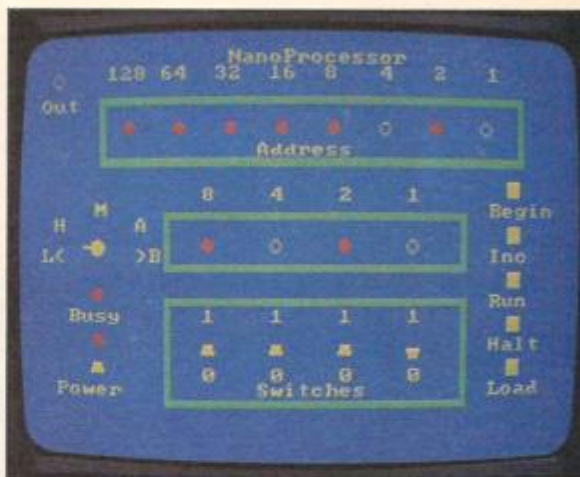 NanoProcessor
128 64 32 16 8 4 2 1
Out
Address
8 4 2 1
Begin
M
H A
L< >B
Inc
Run
Busy
1 1 1 1
Halt
0 0 0 0
Power
Switches
Load